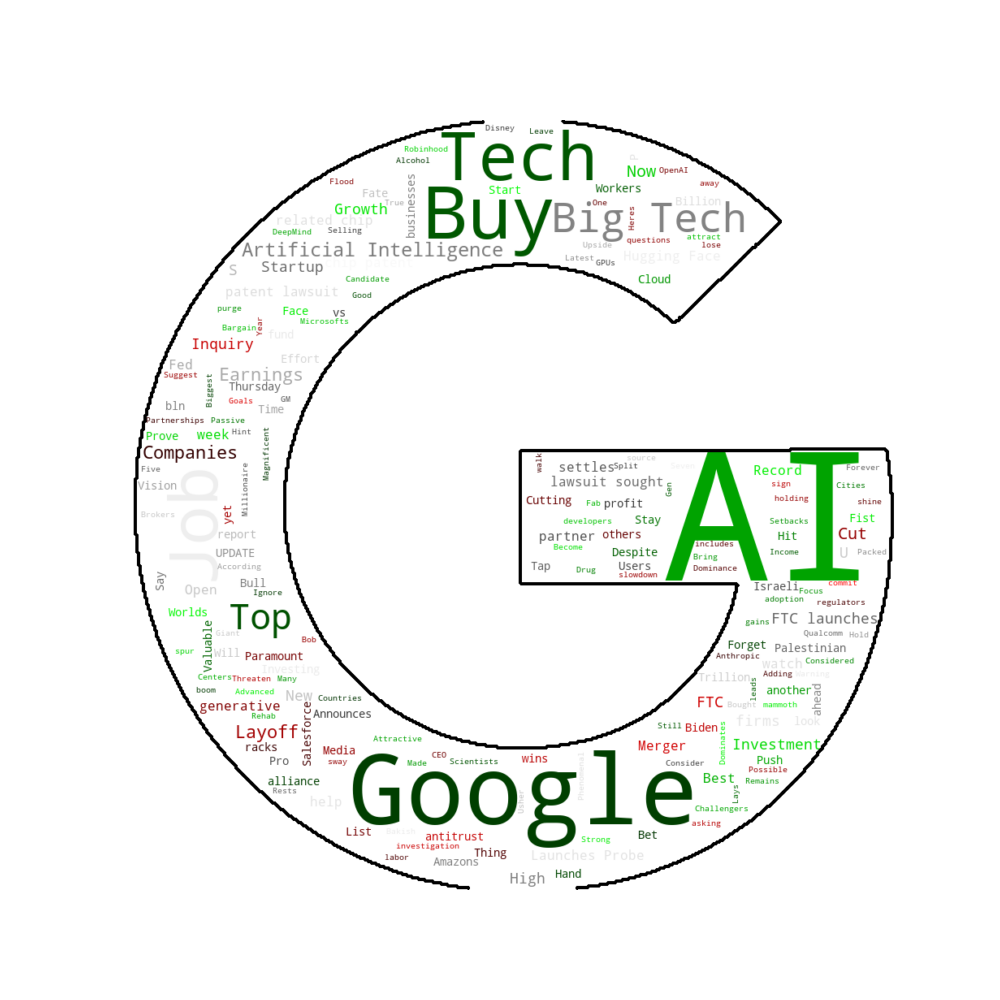 Disney
Leave
Tech
Robinhood
Alcohol
Now
OpenAI
Flood
Start
Workers
away
Fate
True
businesses
Buy
One
Billion
Growth
related chip
Big Tech
Heres
DeepMind
Selling
attract
questions
lose
Upside
Artificial Intelligence
Latest
GPUs
Hugging Face
S
Startup
Candidate
Cloud
patent lawsuit
Good
purge
Face
vs
Microsofts
Bargain
Year
fund
Inquiry
Effort
Fed
Suggest
Earnings
Biggest
Thursday
Goals
GM
bln
Time
Partnerships
Passive
Prove
week
Hint
Magnificent
Companies
Five
Vision
Job
Millionaire
Brokers
yet
report
UPDATE
According
Say
Open
Bull
Ignore
source
walk
settles
Split
lawsuit sought
Gen
AI
Record
Forever
sign
Cities
Cutting
Fab
profit
holding
shine
developers
Stay
Setbacks
Fist
partner
others
Hit
Cut
Become
Despite
includes
Bring
Income
U
Packed
Tap
Drug
Users
slowdown
Dominance
Israeli
Focus
commit
adoption
regulators
Worlds
Top
gains
FTC launches
Giant
Qualcomm
Hold
Valuable
Bob
Forget
Palestinian
spur
Will
Paramount
Anthropic
watch
Considered
Investing
Centers
Threaten
Many
Trillion
Adding
Warning
boom
Advanced
New
Countries
leads
another
ahead
generative
Salesforce
Announces
FTC
Bought
mammoth
Rehab
firms
look
Layoff
Still
Biden
Dominates
racks
Media
Attractive
Merger
Investment
Pro
sway
Made
CEO
Scientists
wins
Consider
Push
Possible
alliance
Google
Phenomenal
Best
Remains
Rests
Usher
Lays
help
Challengers
List
antitrust
Strong
Bet
asking
investigation
Thing
Launches Probe
labor
Amazons
High
Hand